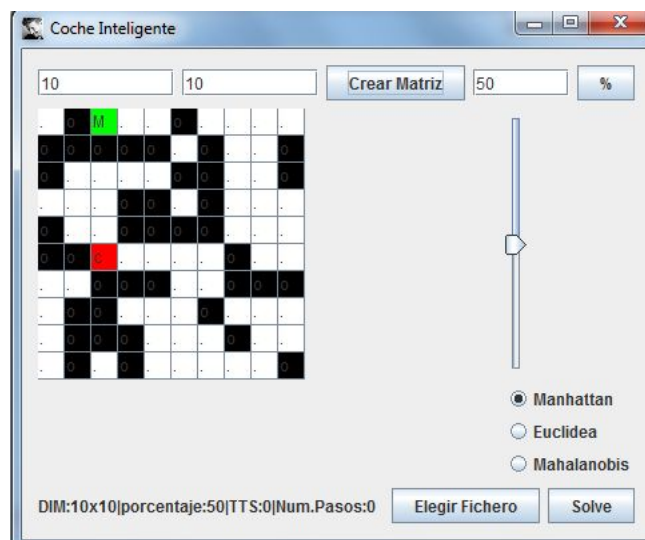 Coche Inteligente
10 10 Crear Matriz 50 %
. o M . . o . . . .
o o o o o . o . . o
o . . . . o o . . o
. . . o o . o . . .
o . . o o o o . . .
o o C . . . . o . .
. . o o o . . o o o
. o o . . . o . . .
. o o o . . . o . .
. o . o . . . . . o
Manhattan
Euclidea
Mahalanobis
DIM:10x10|porcentaje:50|TTS:0|Num.Pasos:0 Elegir Fichero Solve